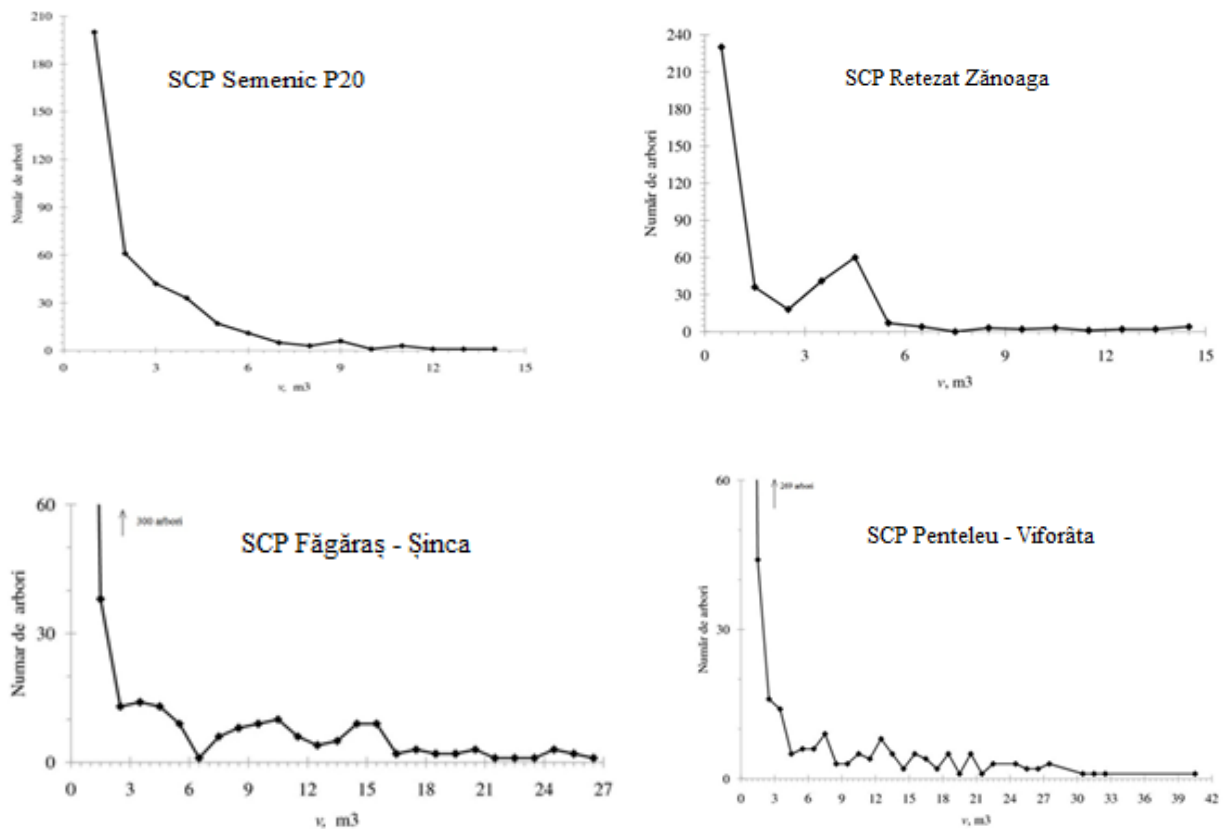 SCP Semenic P20
Număr de arbori
210
180
150
120
90
60
30
0
0 3 6 9 12 15
v, m3
SCP Retezat Zănoaga
Număr de arbori
240
210
180
150
120
90
60
30
0
0 3 6 9 12 15
v, m3
SCP Făgăraș - Șinca
Numar de arbori
300 arbori
60
30
0
0 3 6 9 12 15 18 21 24 27
v, m3
SCP Penteleu - Viforâta
Număr de arbori
269 arbori
60
30
0
0 3 6 9 12 15 18 21 24 27 30 33 36 39 42
v, m3